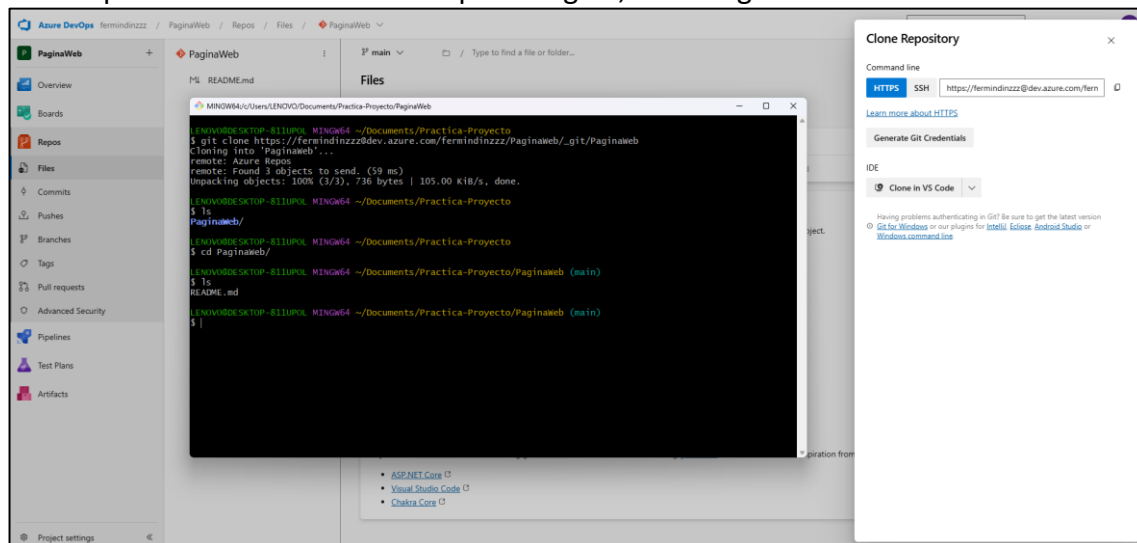 Azure DevOps fermindinzzz / PaginaWeb / Repos / Files / PaginaWeb
P PaginaWeb +
Overview
Boards
Repos
Files
Commits
Pushes
Branches
Tags
Pull requests
Advanced Security
Pipelines
Test Plans
Artifacts
Project settings
PaginaWeb
M↓ README.md
main / Type to find a file or folder...
Files
MINGW64:/c/Users/LENOVO/Documents/Practica-Proyecto/PaginaWeb
LENOVO@DESKTOP-811UPOL MINGW64 ~/Documents/Practica-Proyecto
$ git clone https://fermindinzzz@dev.azure.com/fermindinzzz/PaginaWeb/_git/PaginaWeb
Cloning into 'PaginaWeb'...
remote: Azure Repos
remote: Found 3 objects to send. (59 ms)
Unpacking objects: 100% (3/3), 736 bytes | 105.00 KiB/s, done.
LENOVO@DESKTOP-811UPOL MINGW64 ~/Documents/Practica-Proyecto
$ ls
PaginaWeb/
LENOVO@DESKTOP-811UPOL MINGW64 ~/Documents/Practica-Proyecto
$ cd PaginaWeb/
LENOVO@DESKTOP-811UPOL MINGW64 ~/Documents/Practica-Proyecto/PaginaWeb (main)
$ ls
README.md
LENOVO@DESKTOP-811UPOL MINGW64 ~/Documents/Practica-Proyecto/PaginaWeb (main)
$
ASP.NET Core
Visual Studio Code
Chakra Core
Clone Repository
Command line
HTTPS SSH https://fermindinzzz@dev.azure.com/fern
Learn more about HTTPS
Generate Git Credentials
IDE
Clone in VS Code
Having problems authenticating in Git? Be sure to get the latest version
Git for Windows or our plugins for IntelliJ, Eclipse, Android Studio or
Windows command line.